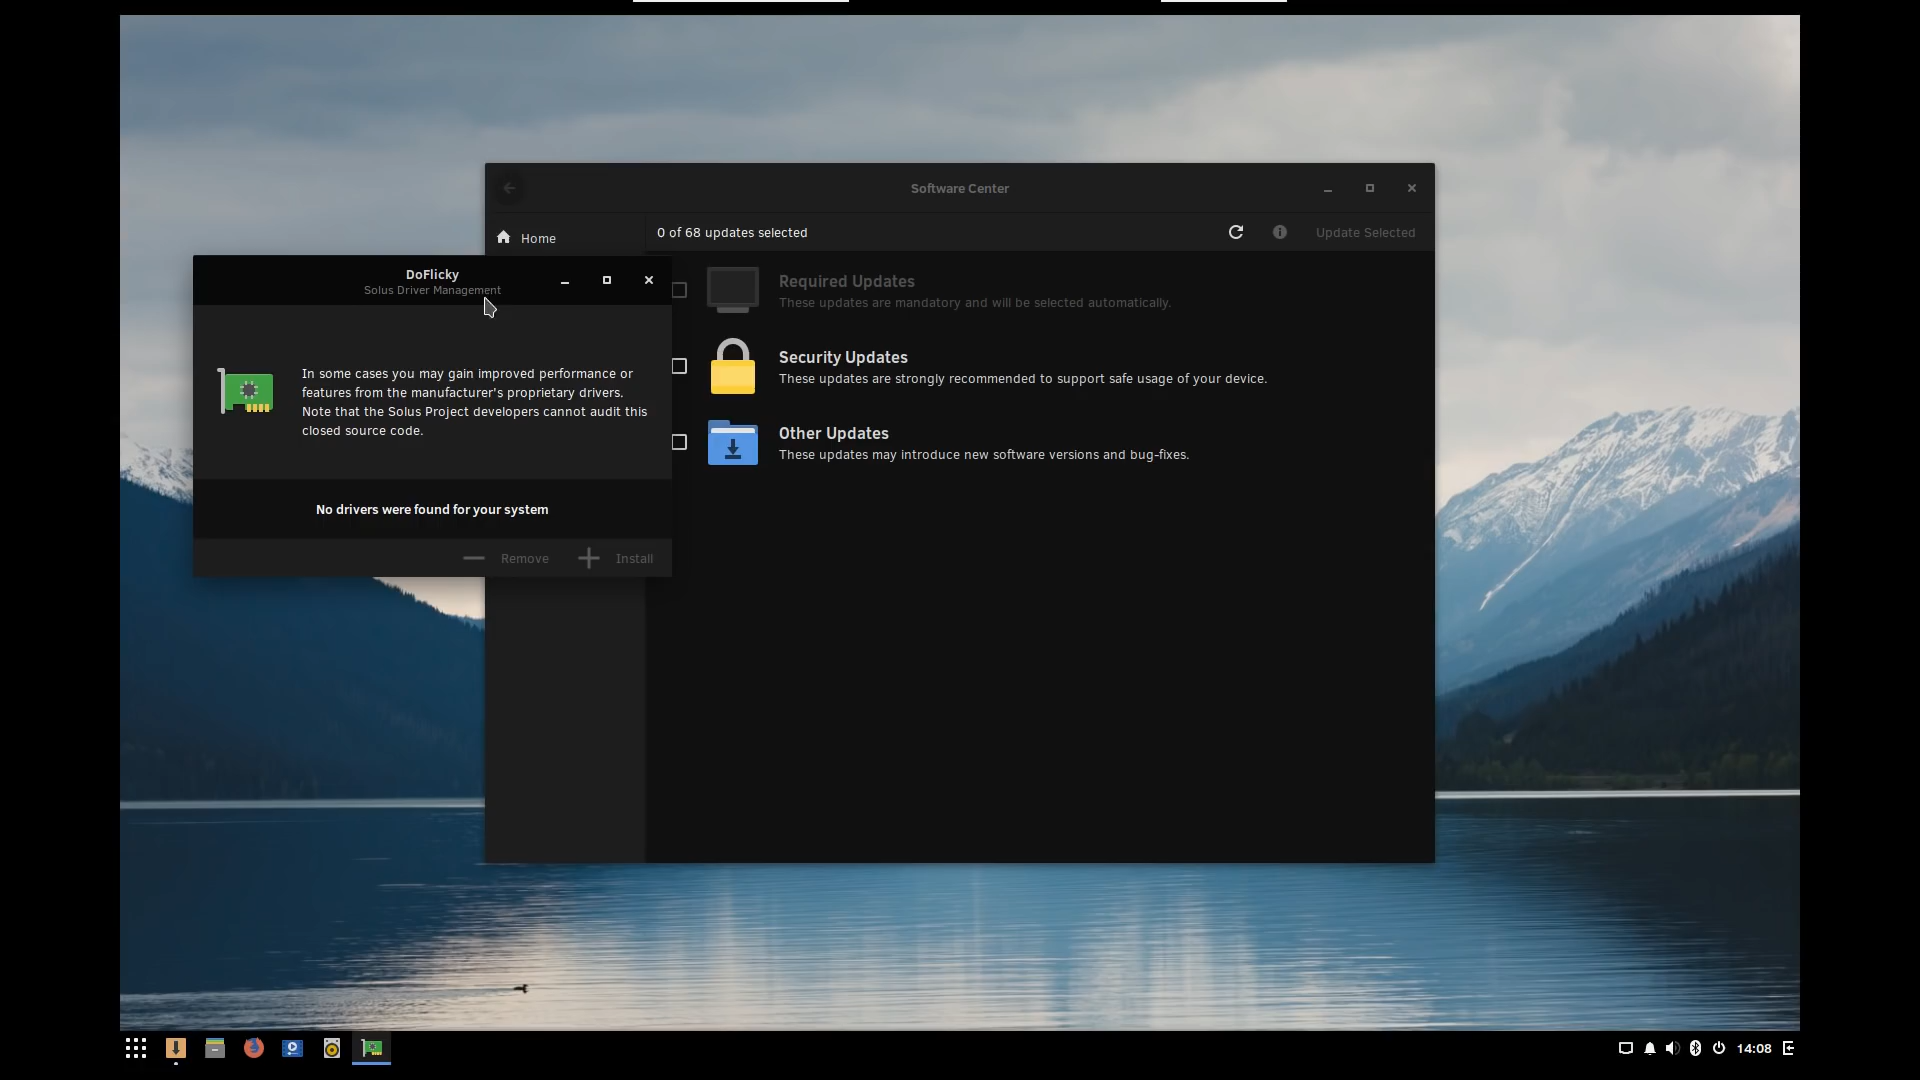 Software Center
Home
0 of 68 updates selected
Update Selected
DoFlicky
Solus Driver Management
In some cases you may gain improved performance or
features from the manufacturer's proprietary drivers.
Note that the Solus Project developers cannot audit this
closed source code.
No drivers were found for your system
Remove
Install
Required Updates
These updates are mandatory and will be selected automatically.
Security Updates
These updates are strongly recommended to support safe usage of your device.
Other Updates
These updates may introduce new software versions and bug-fixes.
14:08